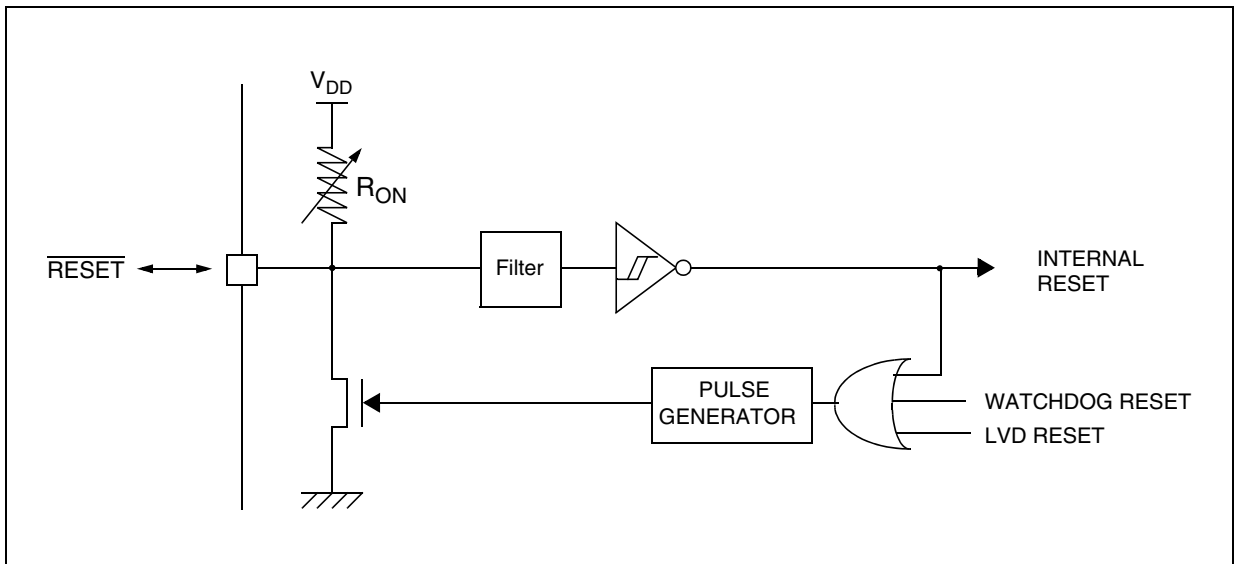 VDD
RON
RESET
Filter
INTERNAL
RESET
PULSE
GENERATOR
WATCHDOG RESET
LVD RESET